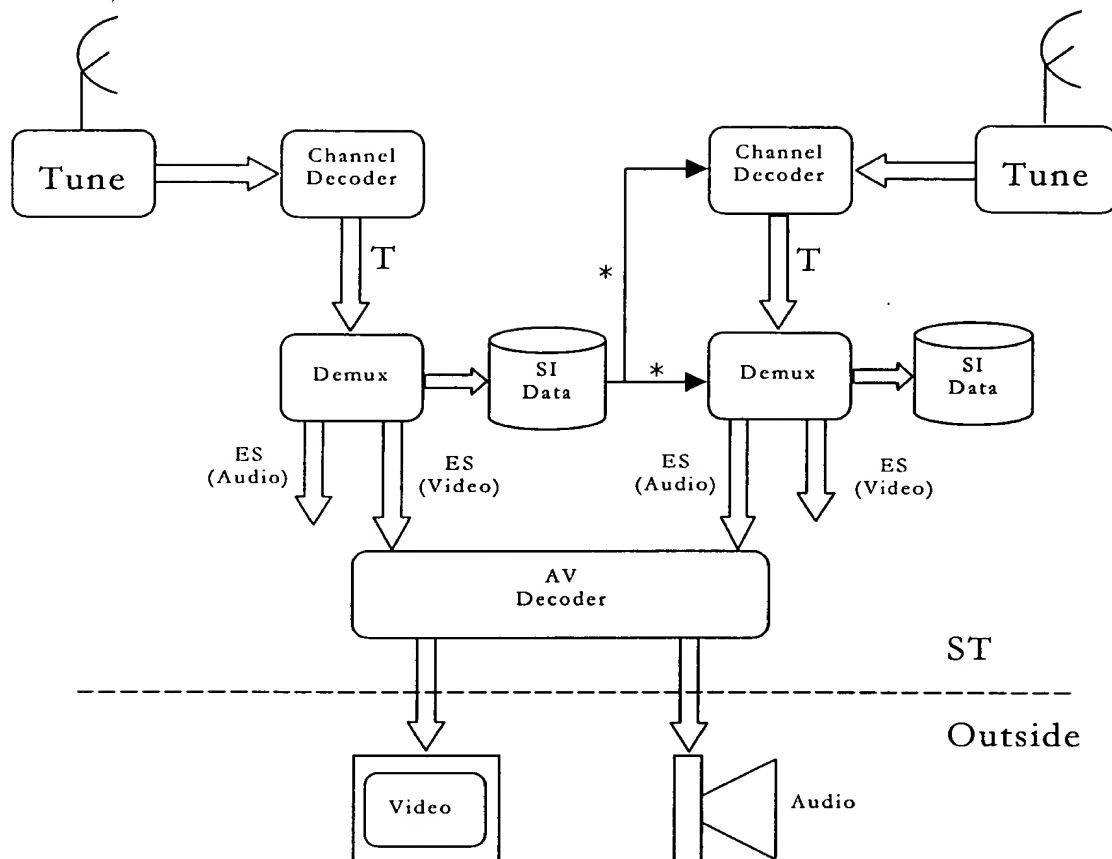 Tune
Channel
Decoder
Channel
Decoder
Tune
T
T
*
Demux
SI
Data
*
Demux
SI
Data
ES
(Audio)
ES
(Video)
ES
(Audio)
ES
(Video)
AV
Decoder
ST
Outside
Video
Audio